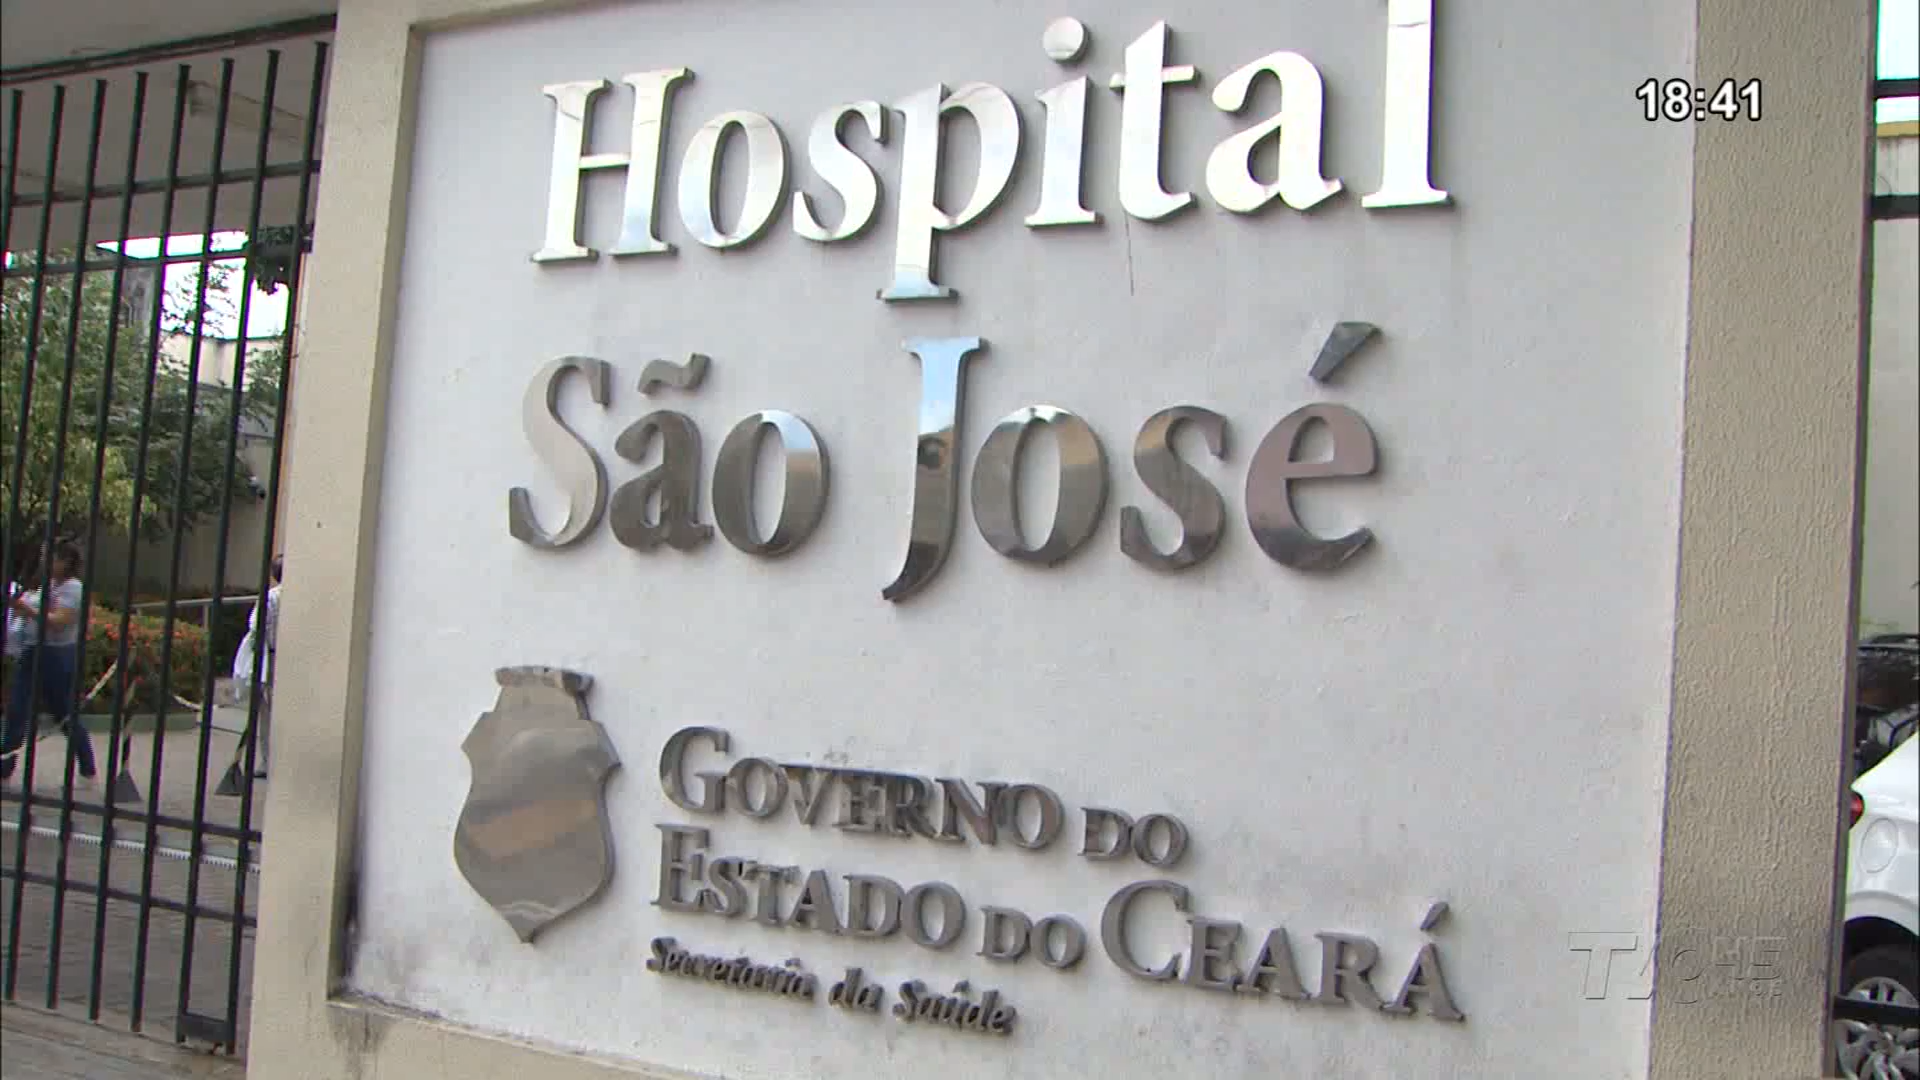 18:41
Hospital
São José
GOVERNO DO
ESTADO DO CEARÁ
Secretaria da Saúde